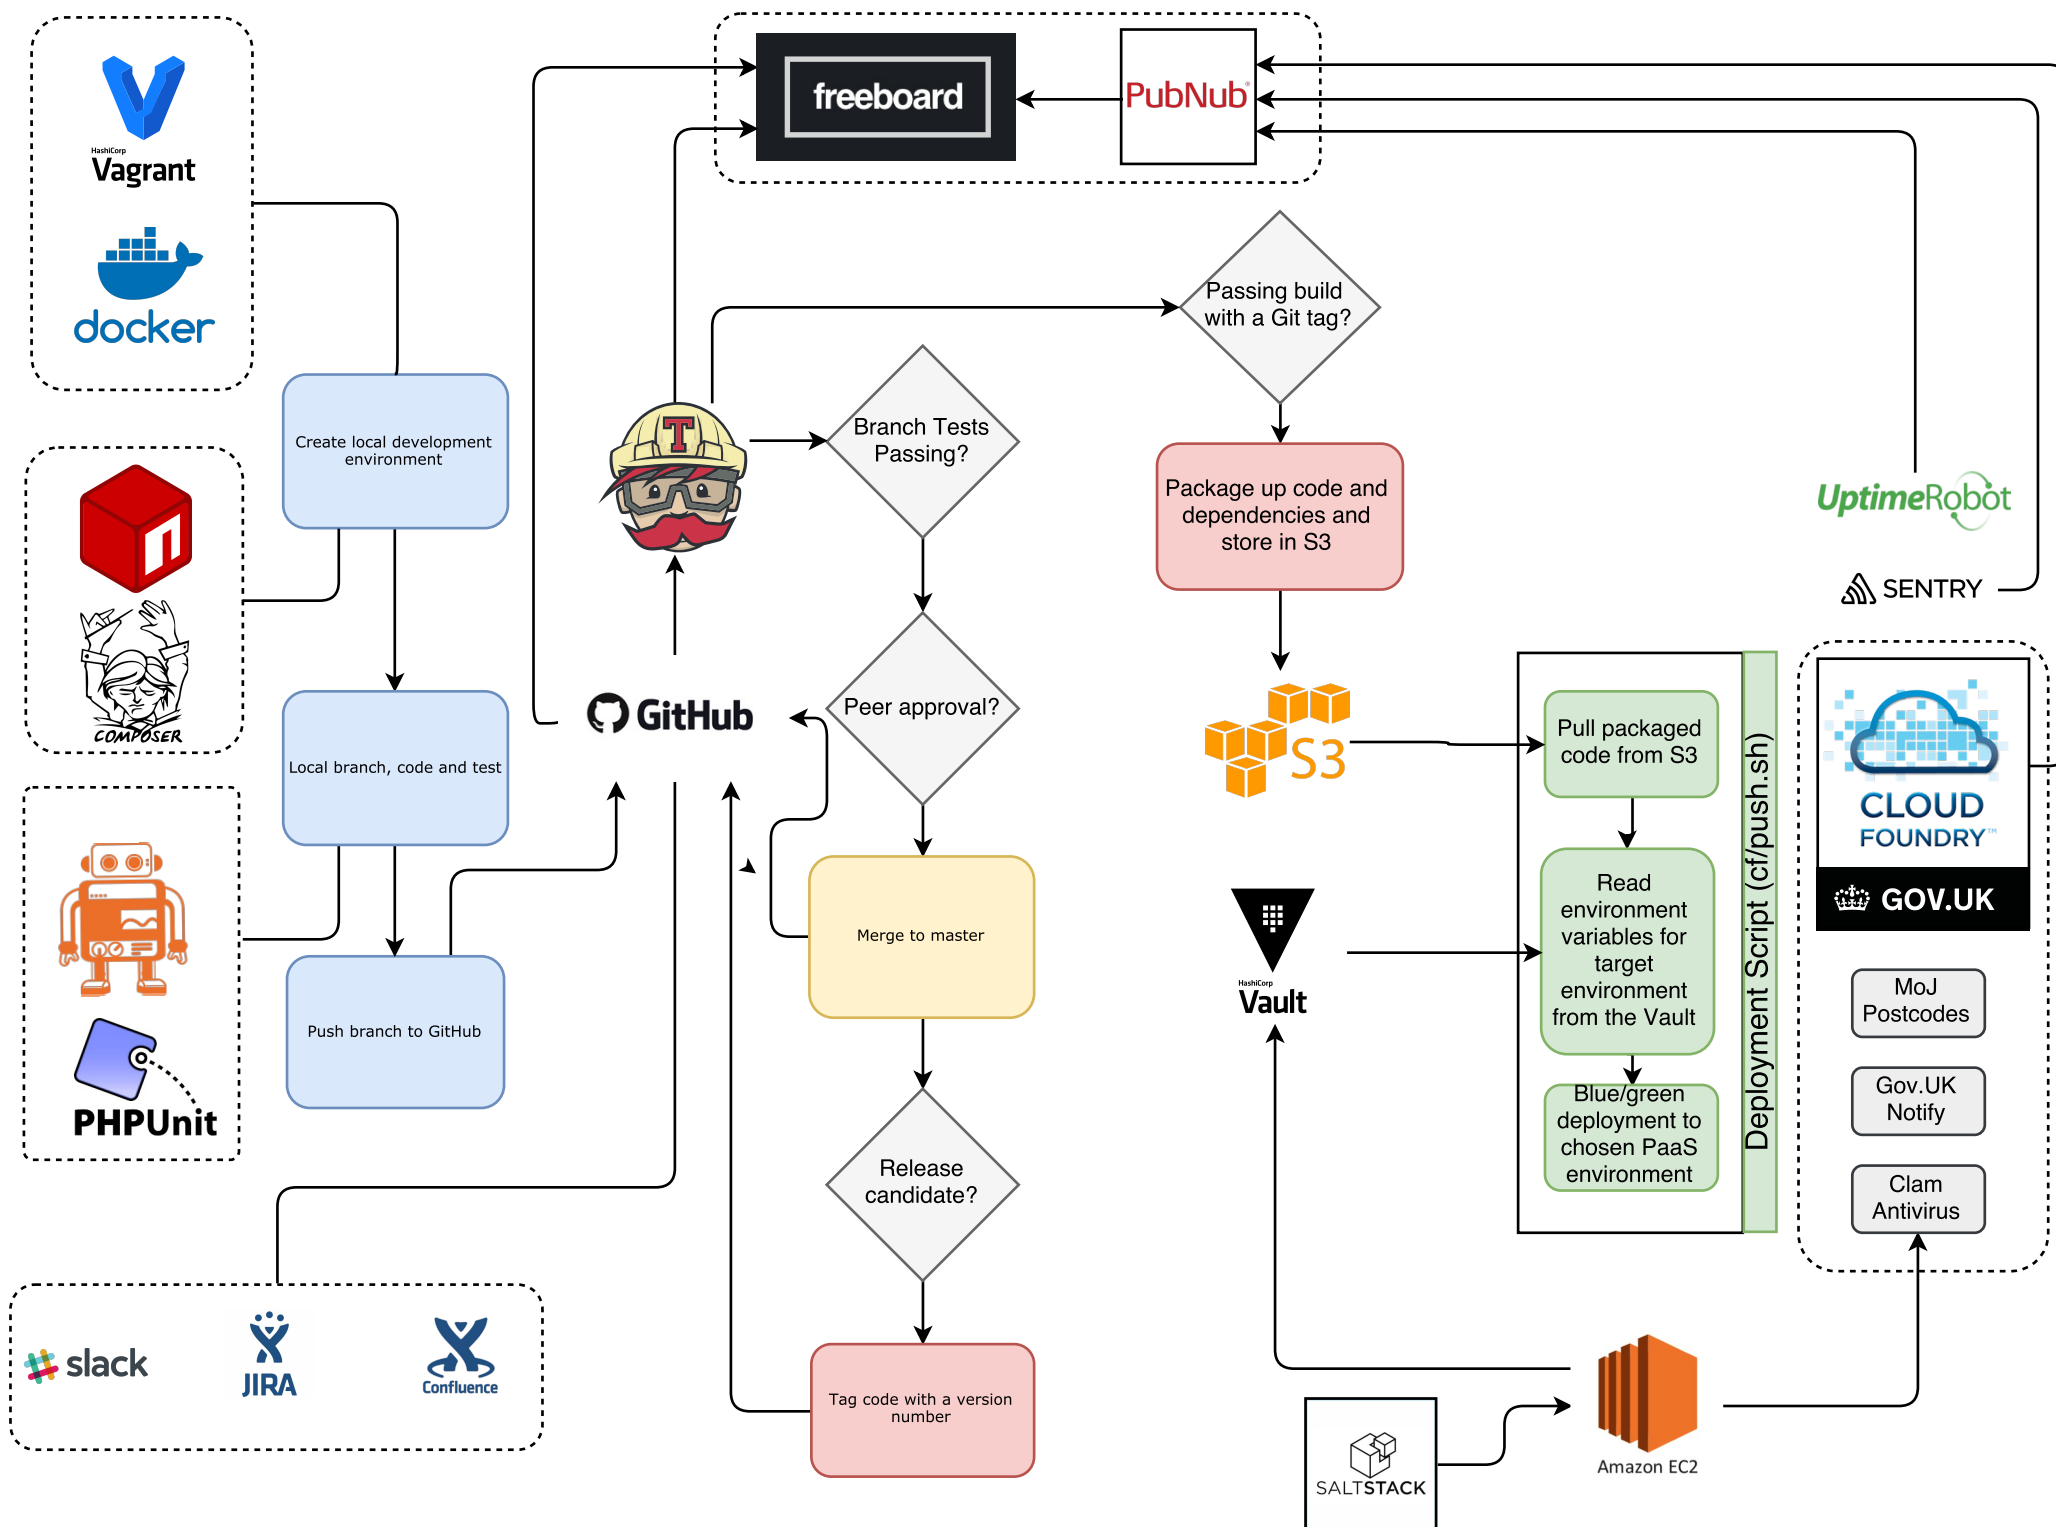 HashiCorp
Vagrant
docker
freeboard
PubNub
Passing build
with a Git tag?
Create local development
environment
T
Branch Tests
Passing?
Package up code and
dependencies and
store in S3
UptimeRobot
SENTRY
n
COMPOSER
GitHub
Local branch, code and test
Peer approval?
S3
Pull packaged
code from S3
Deployment Script (cf/push.sh)
CLOUD
FOUNDRY™
GOV.UK
Merge to master
Read
environment
variables for
target
environment
from the Vault
HashiCorp
Vault
MoJ
Postcodes
Push branch to GitHub
PHPUnit
Gov.UK
Notify
Blue/green
deployment to
chosen PaaS
environment
Release
candidate?
Clam
Antivirus
slack
JIRA
Confluence
Tag code with a version
number
SALTSTACK
Amazon EC2